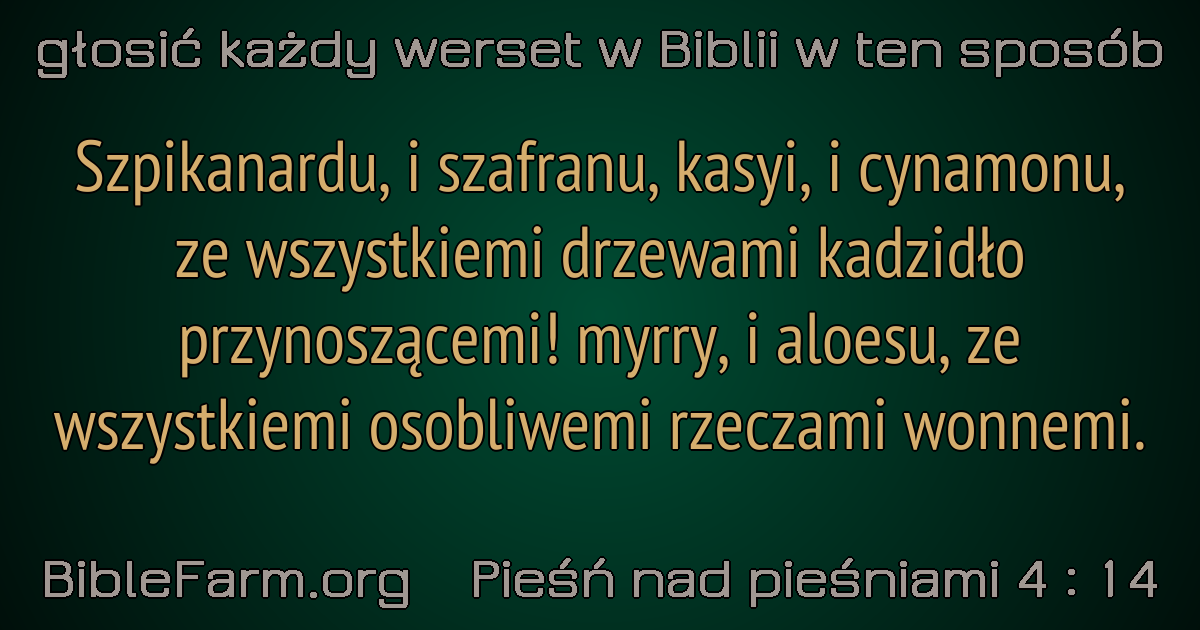 głosić każdy werset w Biblii w ten sposób
Szpikanardu, i szafranu, kasyi, i cynamonu,
ze wszystkiemi drzewami kadzidło
przynoszącemi! myrry, i aloesu, ze
wszystkiemi osobliwemi rzeczami wonnemi.
BibleFarm.org Pieśń nad pieśniami 4 : 14